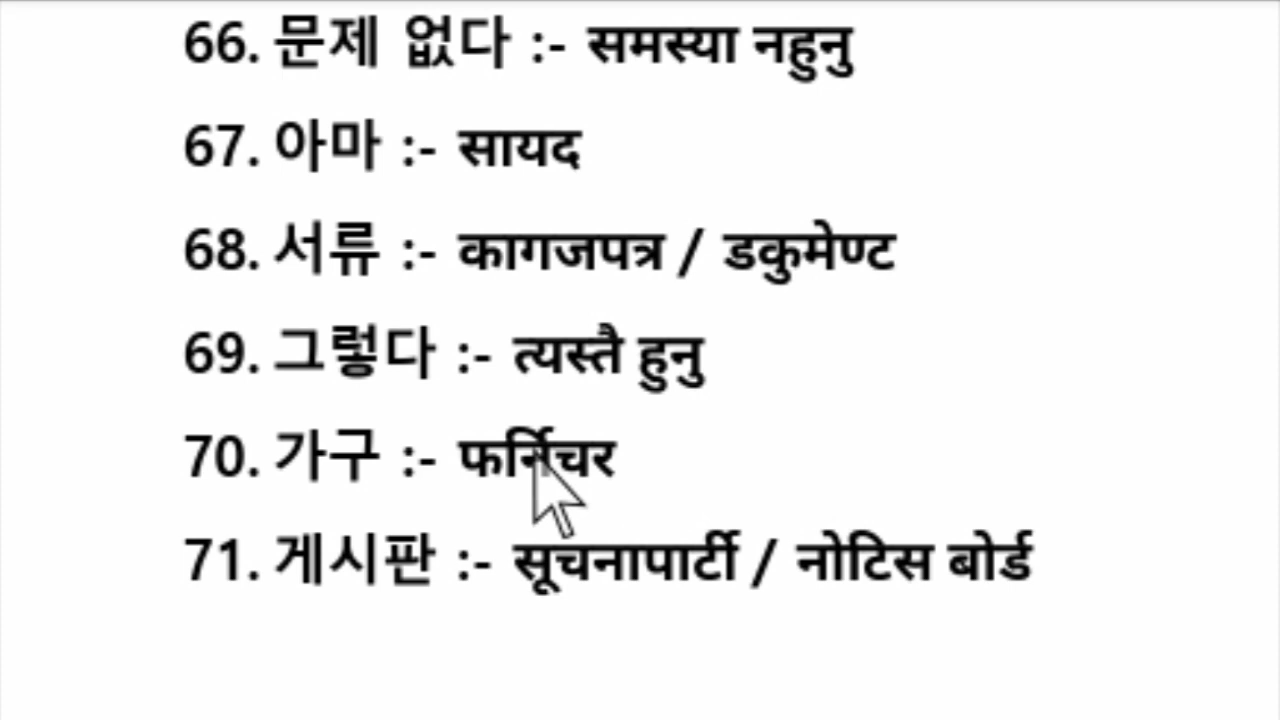 66. 문제 없다 :- समस्या नहुनु
67. 아마 :- सायद
68. 서류 :- कागजपत्र / डकुमेण्ट
69. 그렇다 :- त्यस्तै हुनु
70. 가구 :- फर्निचर
71. 게시판 :- सूचनापार्टी / नोटिस बोर्ड